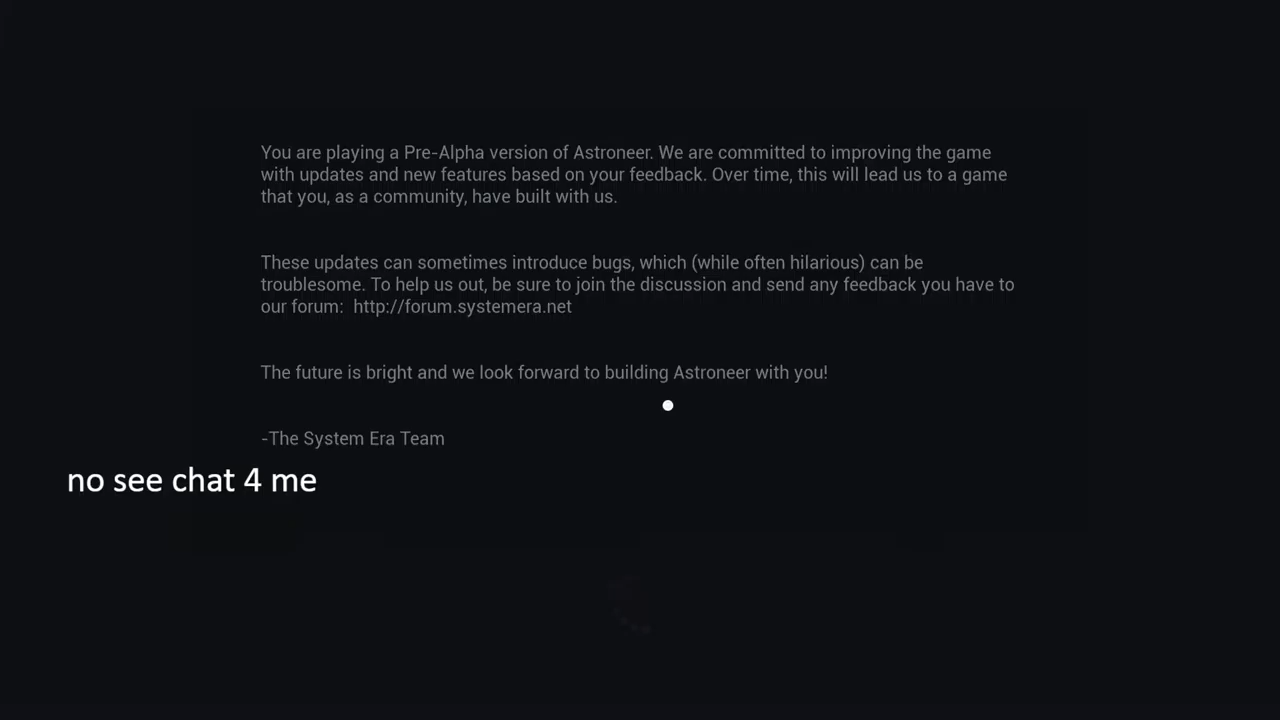 You are playing a Pre-Alpha version of Astroneer. We are committed to improving the game
with updates and new features based on your feedback. Over time, this will lead us to a game
that you, as a community, have built with us.
These updates can sometimes introduce bugs, which (while often hilarious) can be
troublesome. To help us out, be sure to join the discussion and send any feedback you have to
our forum:  http://forum.systemera.net
The future is bright and we look forward to building Astroneer with you!
-The System Era Team
no see chat 4 me